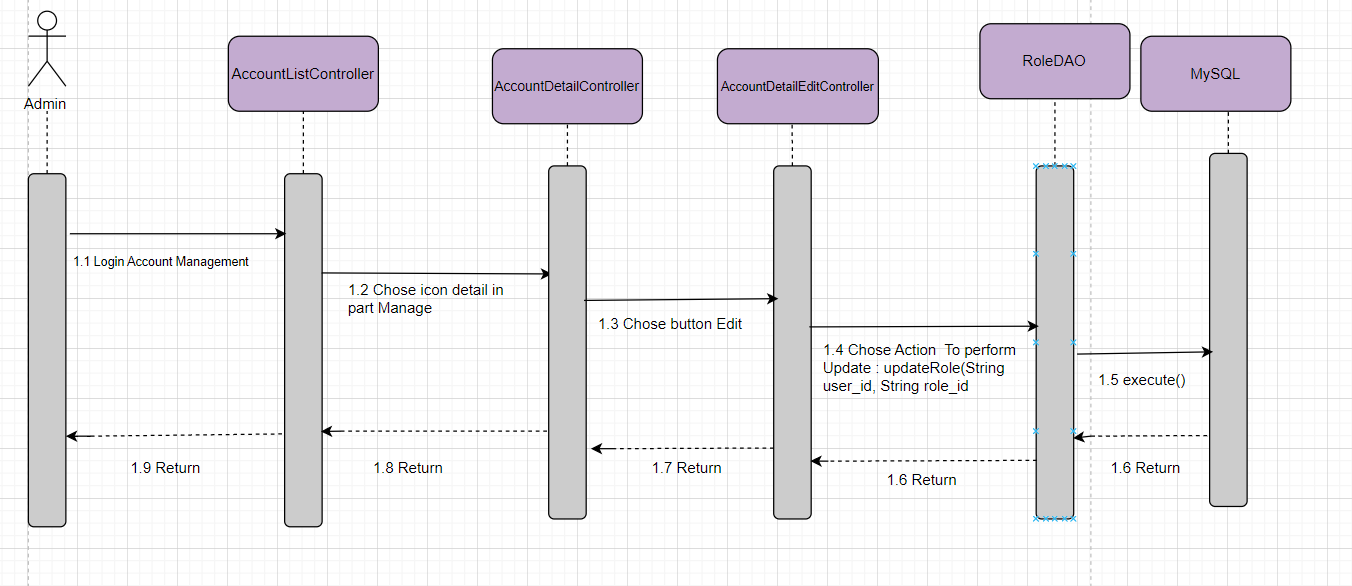 Admin
AccountListController
AccountDetailController
AccountDetailEditController
RoleDAO
MySQL
1.1 Login Account Management
1.2 Chose icon detail in
part Manage
1.3 Chose button Edit
1.4 Chose Action  To perform
Update : updateRole(String
user_id, String role_id
1.5 execute()
1.9 Return
1.8 Return
1.7 Return
1.6 Return
1.6 Return